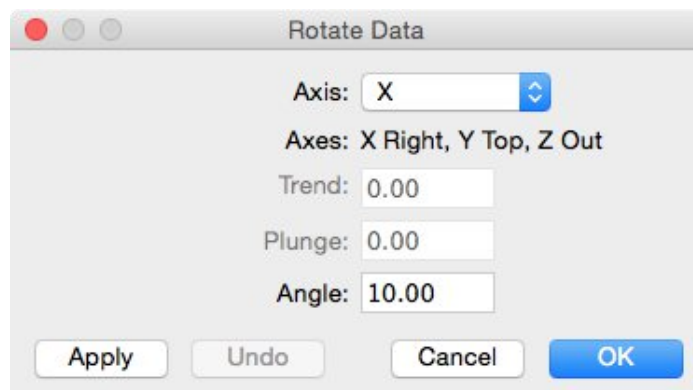 Rotate Data
Axis: X
Axes: X Right, Y Top, Z Out
Trend: 0.00
Plunge: 0.00
Angle: 10.00
Apply Undo Cancel OK